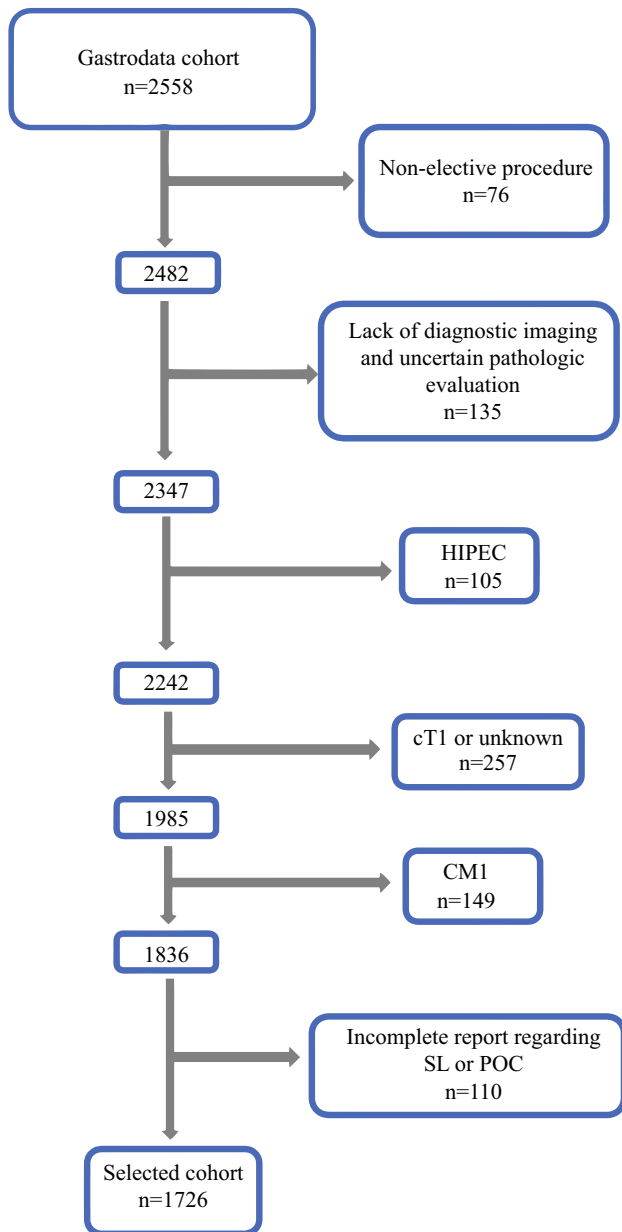 Gastrodata cohort
n=2558
Non-elective procedure
n=76
2482
Lack of diagnostic imaging
and uncertain pathologic
evaluation
n=135
2347
HIPEC
n=105
2242
cT1 or unknown
n=257
1985
CM1
n=149
1836
Incomplete report regarding
SL or POC
n=110
Selected cohort
n=1726